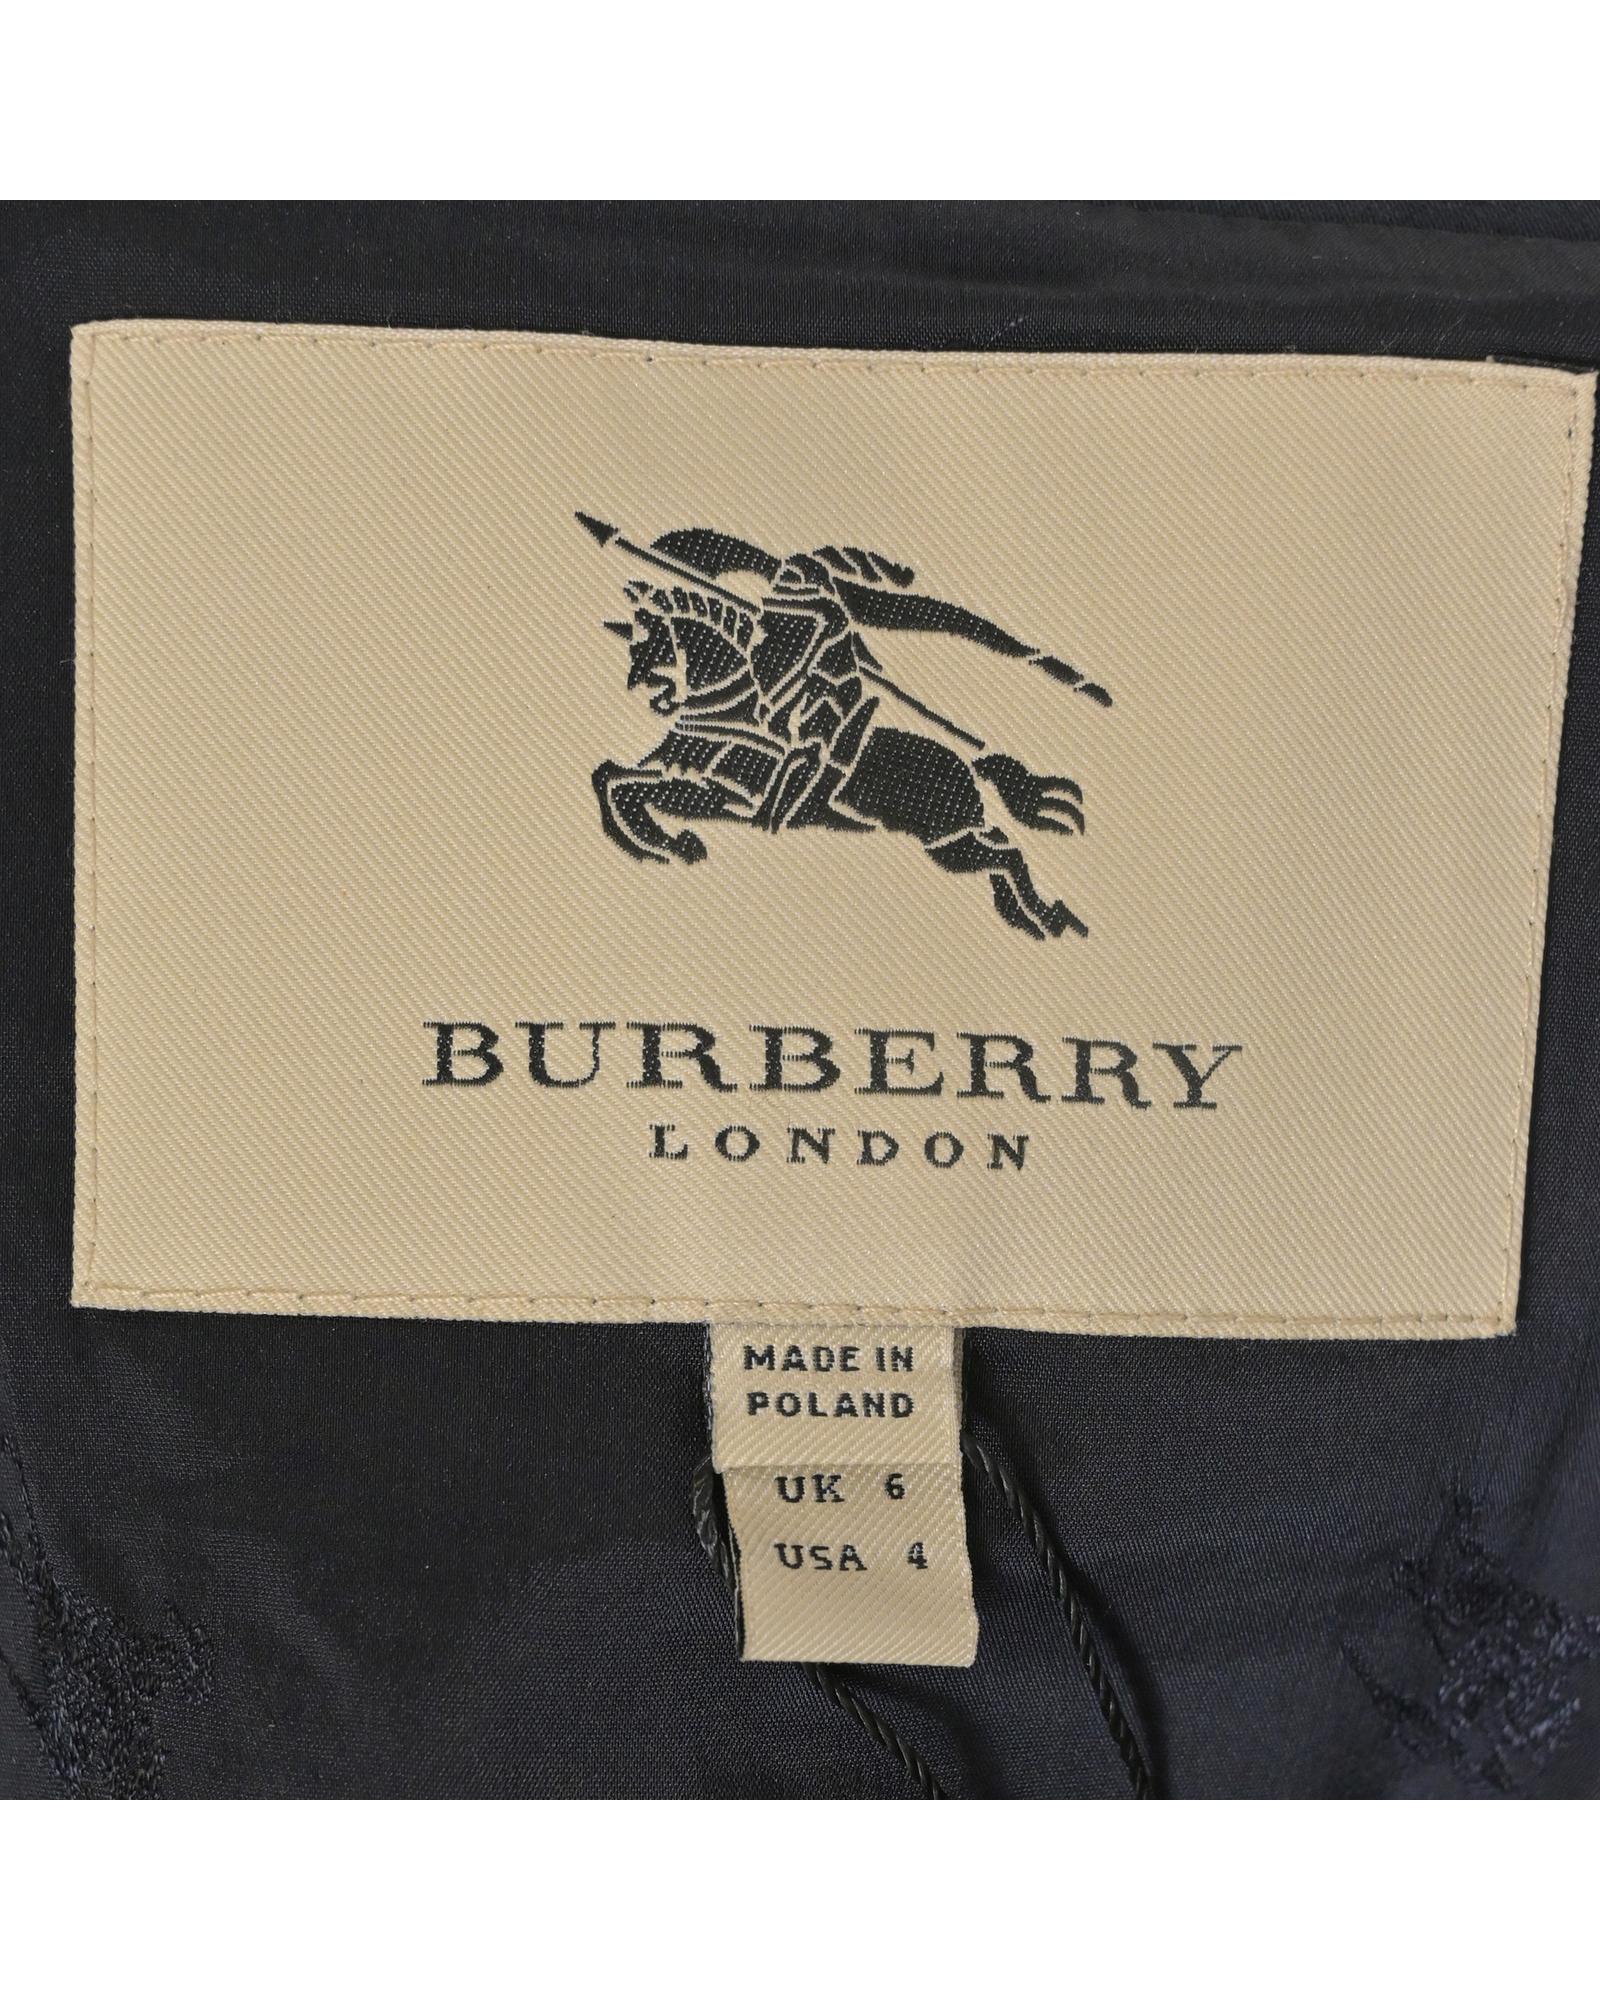 BURBERRY
LONDON
MADE IN
POLAND
UK 6
USA 4